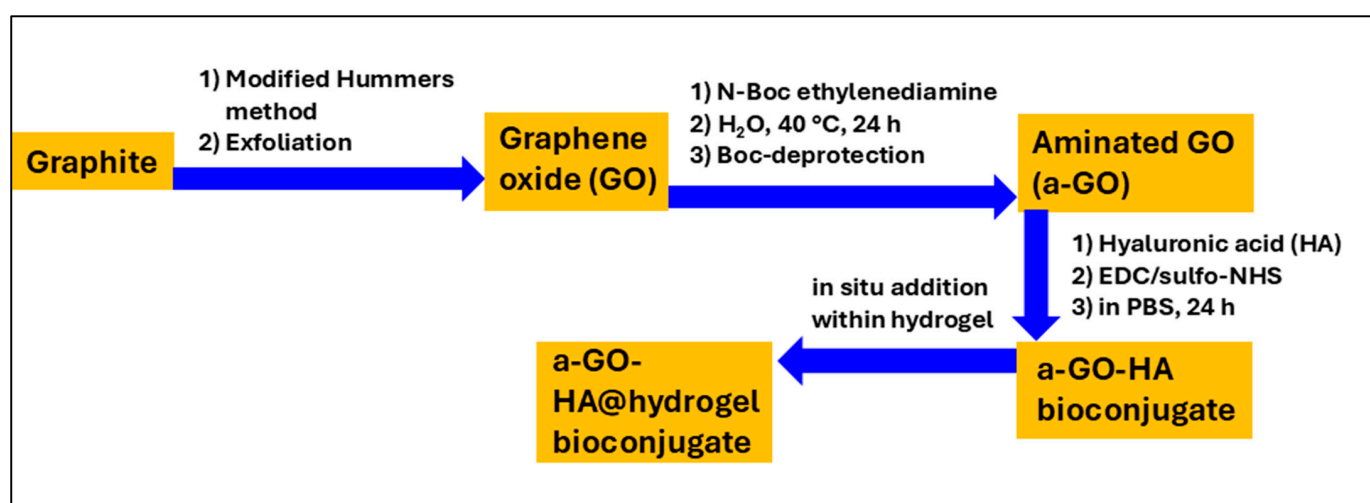 Graphite
1) Modified Hummers
method
2) Exfoliation
Graphene
oxide (GO)
1) N-Boc ethylenediamine
2) H₂O, 40 °C, 24 h
3) Boc-deprotection
Aminated GO
(a-GO)
1) Hyaluronic acid (HA)
2) EDC/sulfo-NHS
3) in PBS, 24 h
a-GO-HA
bioconjugate
in situ addition
within hydrogel
a-GO-
HA@hydrogel
bioconjugate